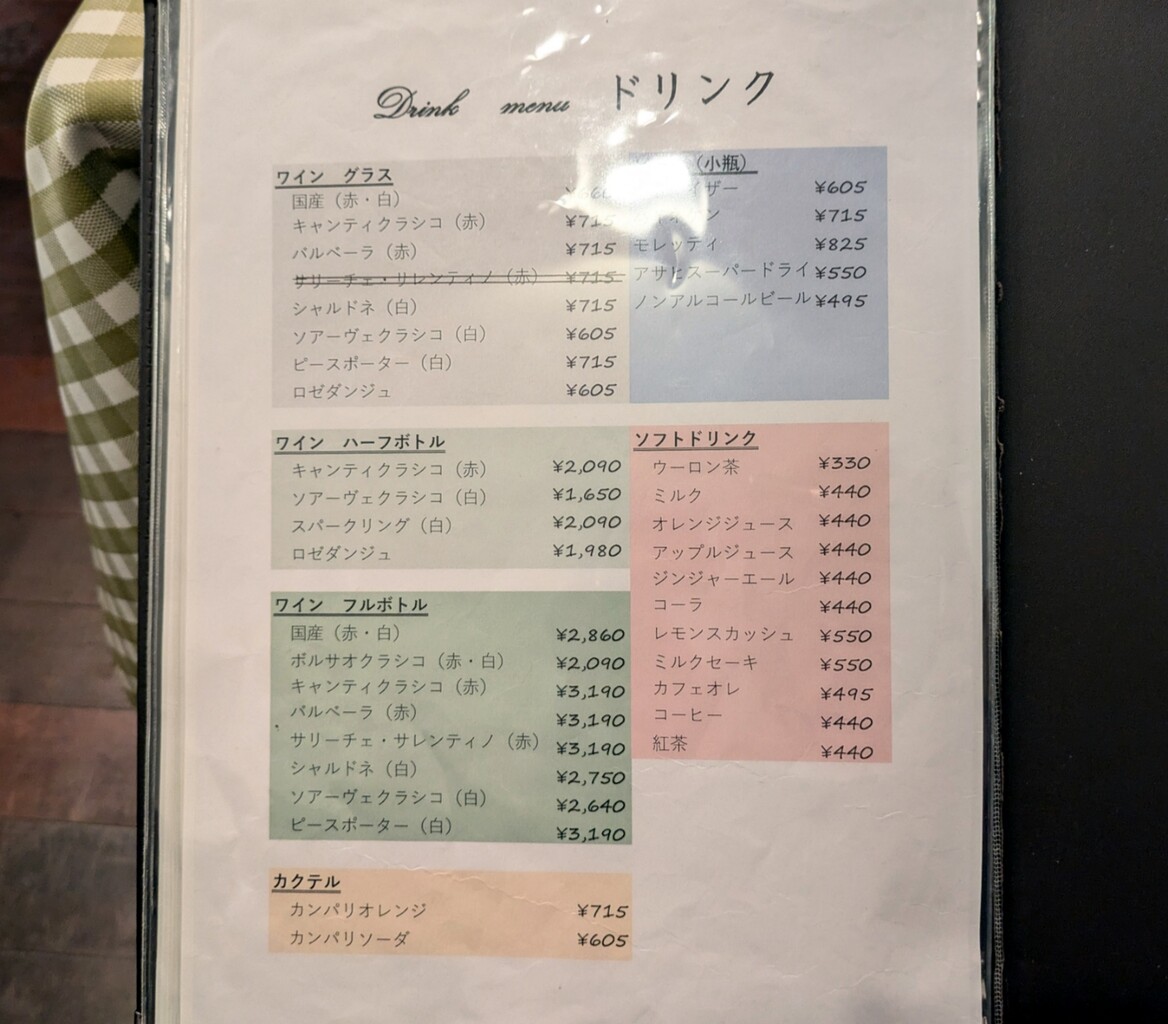 Drink menu ドリンク
ワイン グラス
国産（赤・白）
キャンティクラシコ（赤） ¥715
バルベーラ（赤） ¥715
サリーチェ・サレンティノ（赤） ¥715
シャルドネ（白） ¥715
ソアーヴェクラシコ（白） ¥605
ピースポーター（白） ¥715
ロゼダンジュ ¥605
（小瓶）
¥605
¥715
モレッティ ¥825
アサヒスーパードライ ¥550
ノンアルコールビール ¥495
ワイン ハーフボトル
キャンティクラシコ（赤） ¥2,090
ソアーヴェクラシコ（白） ¥1,650
スパークリング（白） ¥2,090
ロゼダンジュ ¥1,980
ワイン フルボトル
国産（赤・白） ¥2,860
ボルサオクラシコ（赤・白） ¥2,090
キャンティクラシコ（赤） ¥3,190
バルベーラ（赤） ¥3,190
サリーチェ・サレンティノ（赤） ¥3,190
シャルドネ（白） ¥2,750
ソアーヴェクラシコ（白） ¥2,640
ピースポーター（白） ¥3,190
カクテル
カンパリオレンジ ¥715
カンパリソーダ ¥605
ソフトドリンク
ウーロン茶 ¥330
ミルク ¥440
オレンジジュース ¥440
アップルジュース ¥440
ジンジャーエール ¥440
コーラ ¥440
レモンスカッシュ ¥550
ミルクセーキ ¥550
カフェオレ ¥495
コーヒー ¥440
紅茶 ¥440